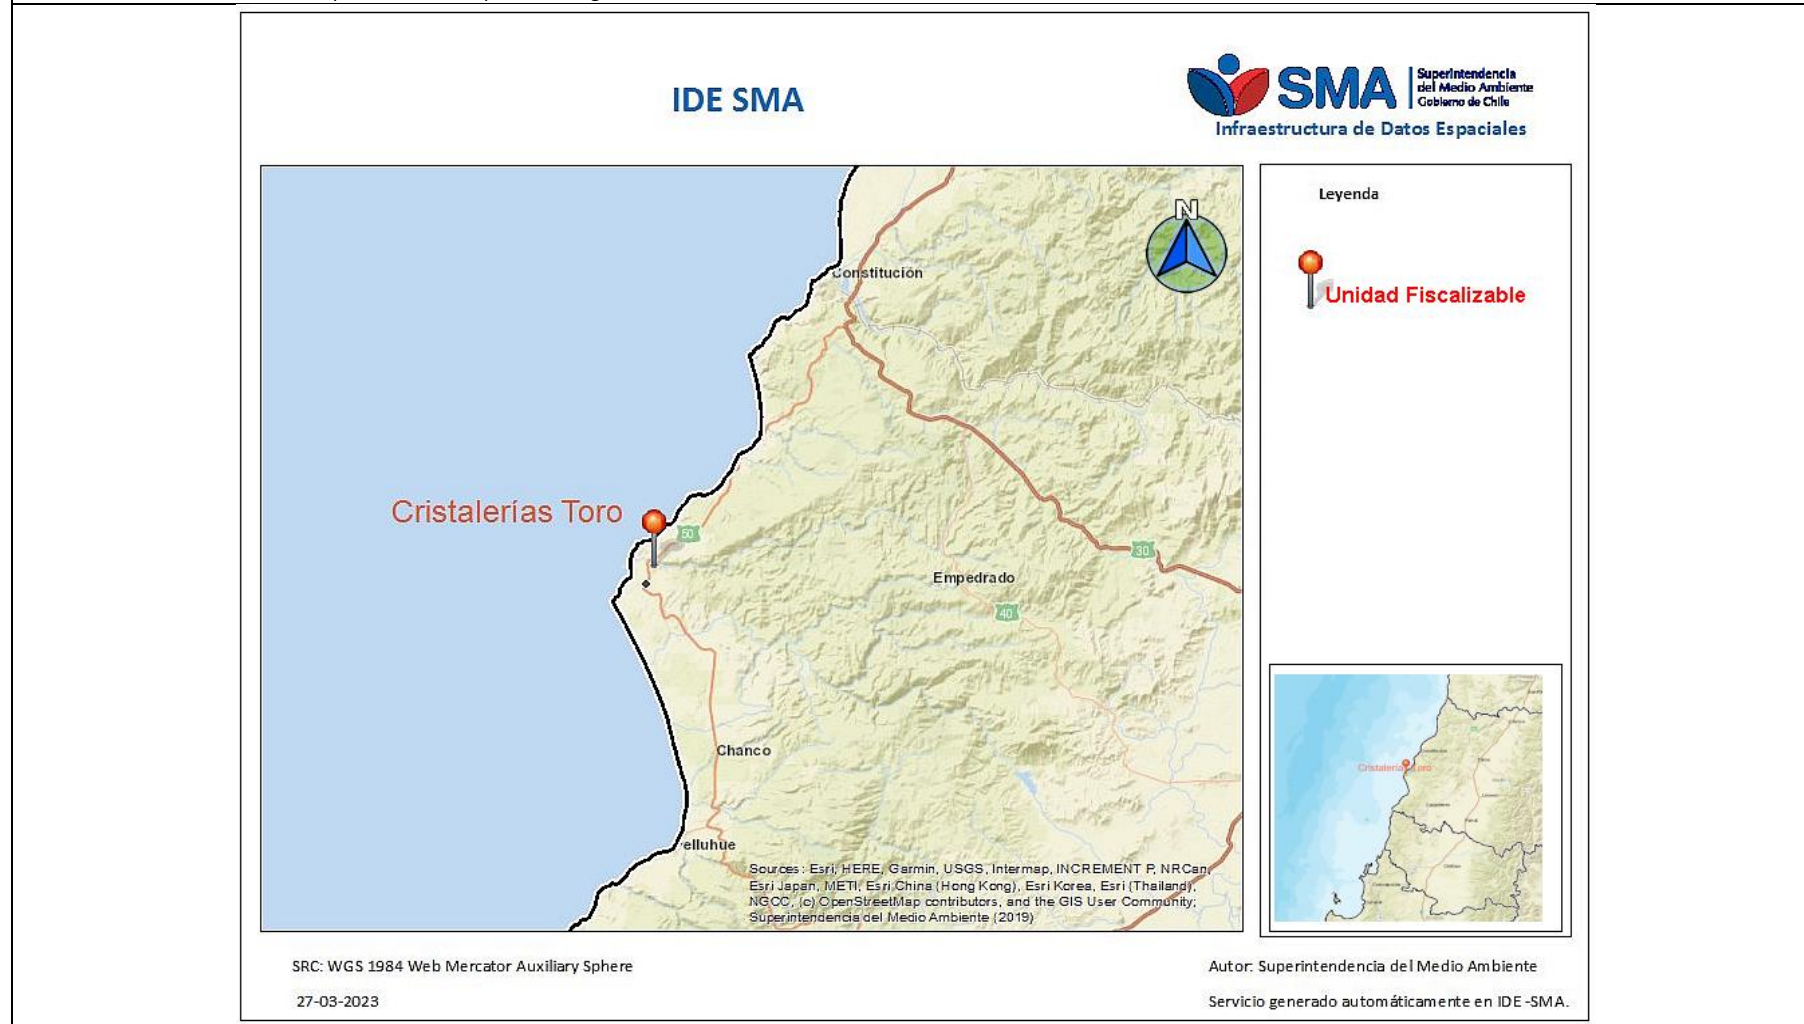 IDE SMA
SMA
Superintendencia
del Medio Ambiente
Gobierno de Chile
Infraestructura de Datos Espaciales
N
Constitución
Cristalerías Toro
50
30
Empedrado
40
Chanco
elluhue
Sources: Esri, HERE, Garmin, USGS, Intermap, INCREMENT P, NRCan,
Esri Japan, METI, Esri China (Hong Kong), Esri Korea, Esri (Thailand),
NGCC, (c) OpenStreetMap contributors, and the GIS User Community;
Superintendencia del Medio Ambiente (2019)
Leyenda
Unidad Fiscalizable
SRC: WGS 1984 Web Mercator Auxiliary Sphere
27-03-2023
Autor: Superintendencia del Medio Ambiente
Servicio generado automáticamente en IDE-SMA.